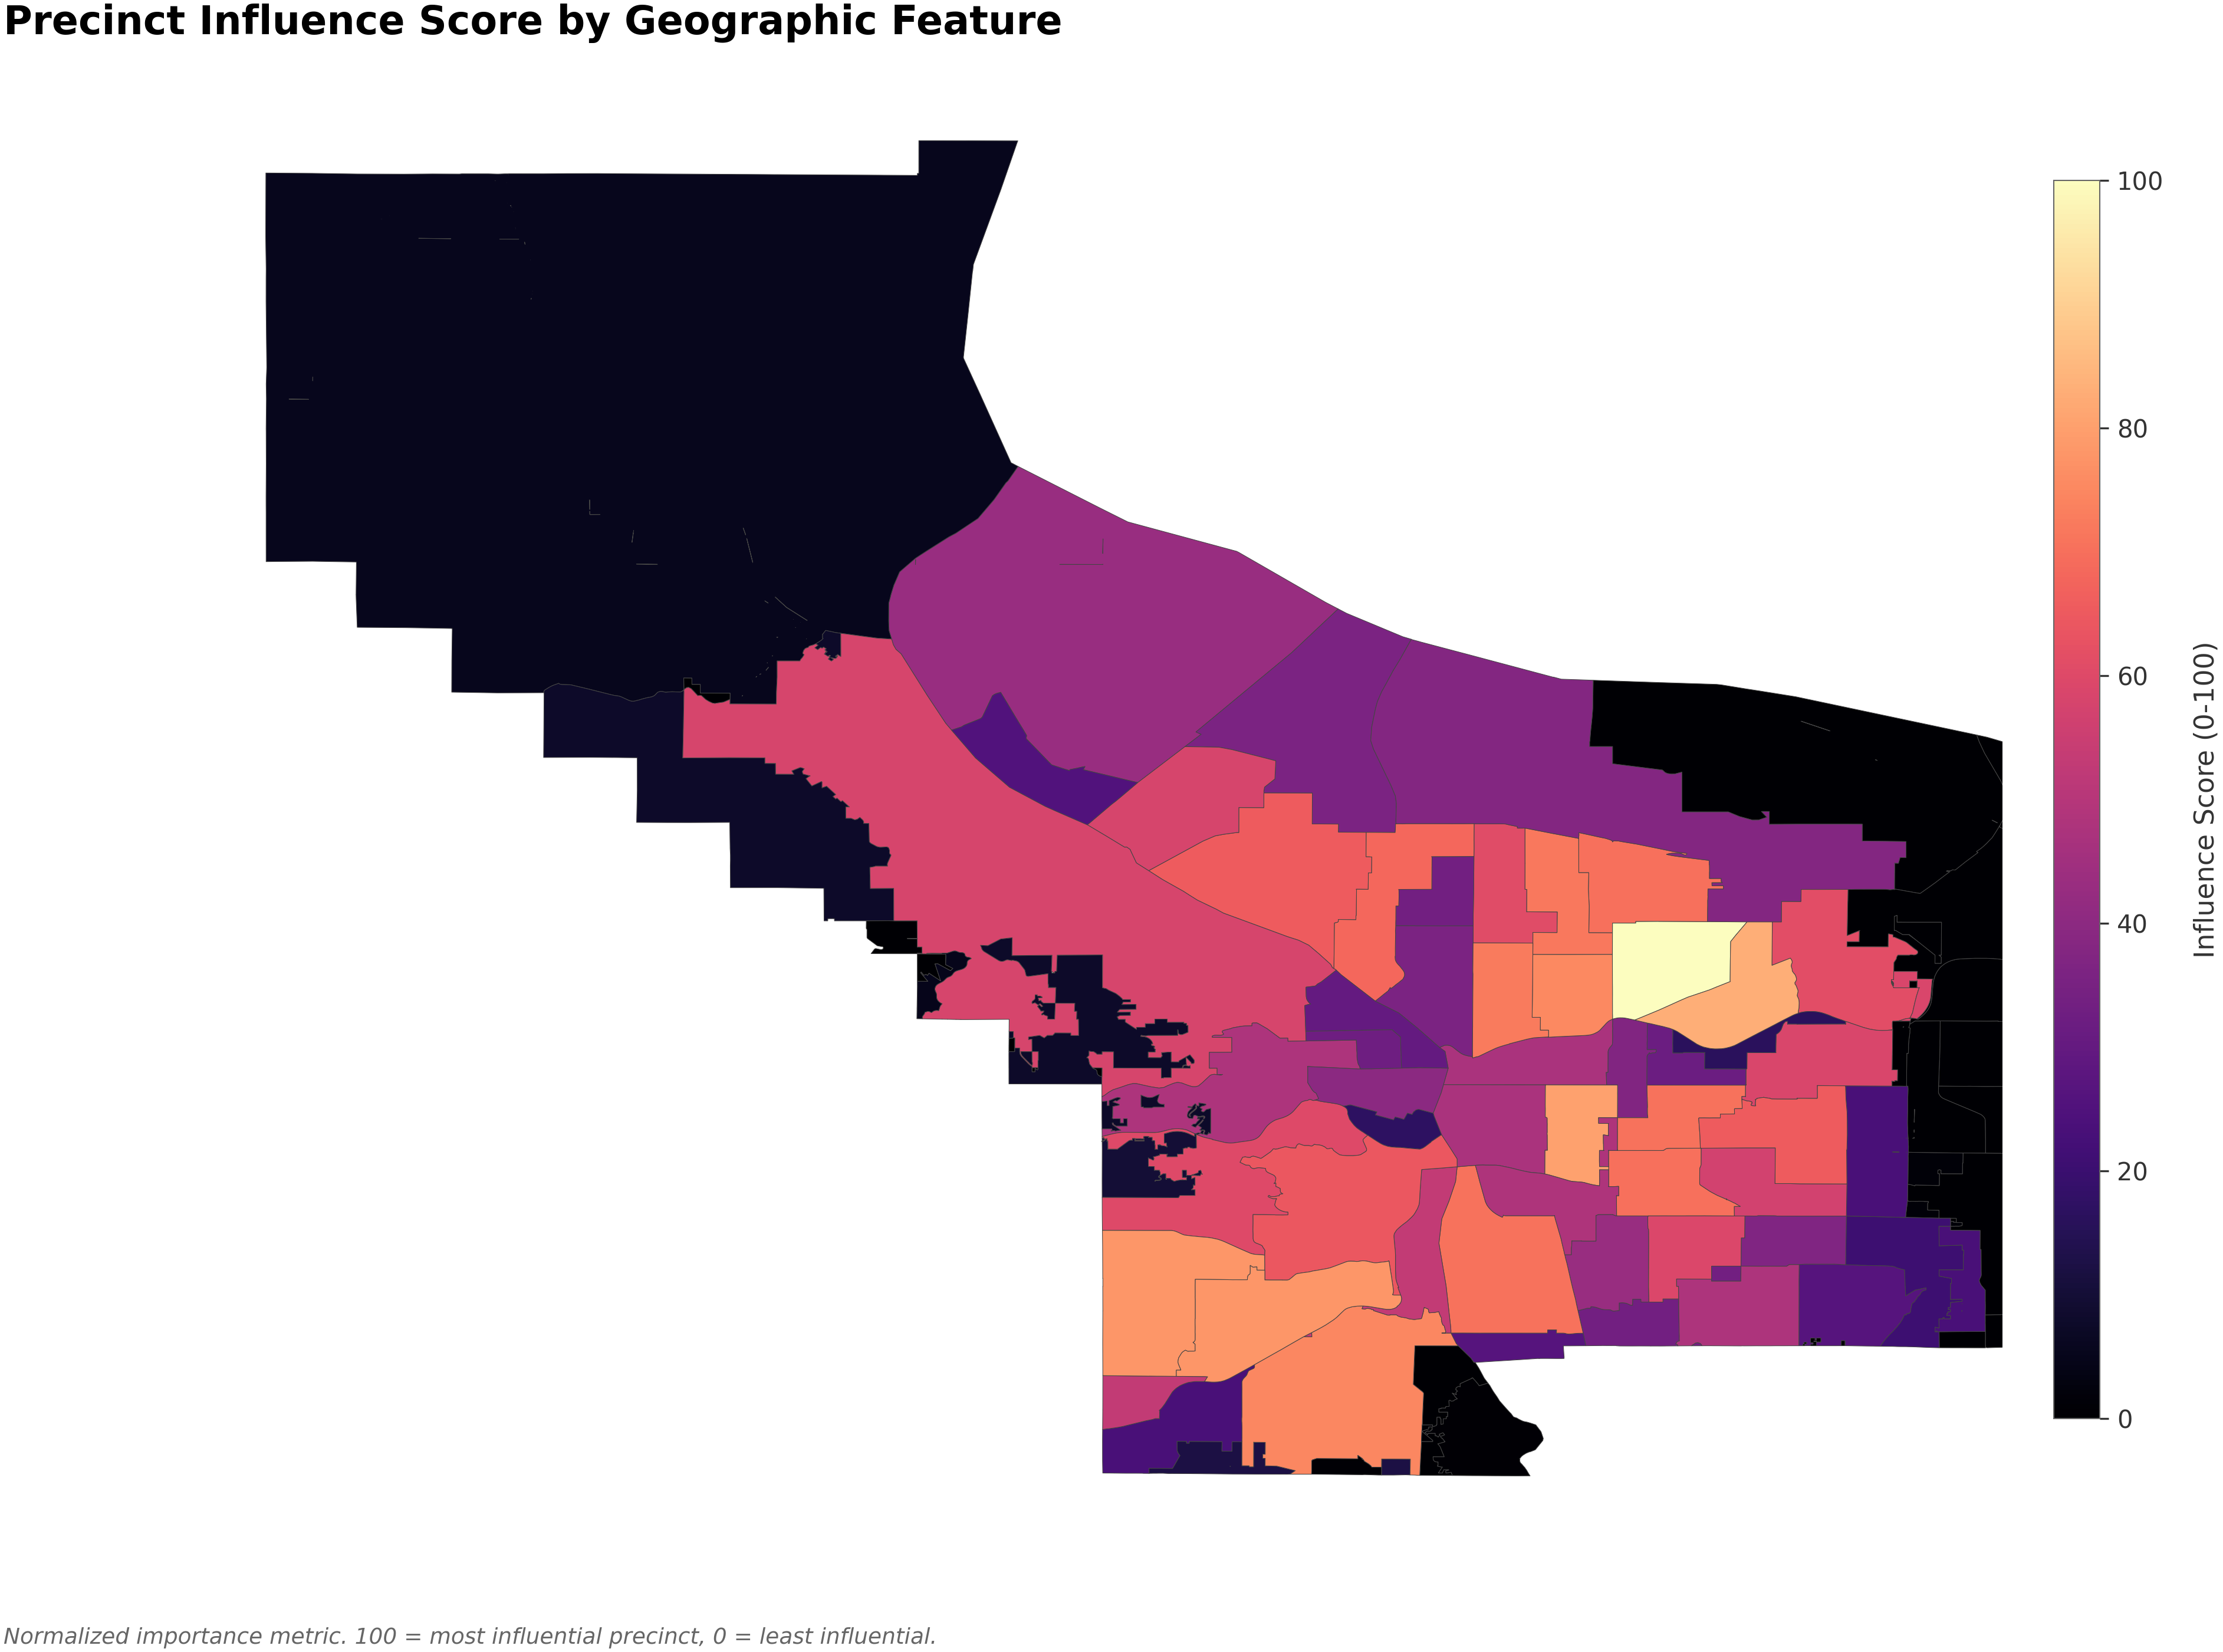 Precinct Influence Score by Geographic Feature
100
80
60
40
20
0
Influence Score (0-100)
Normalized importance metric. 100 = most influential precinct, 0 = least influential.